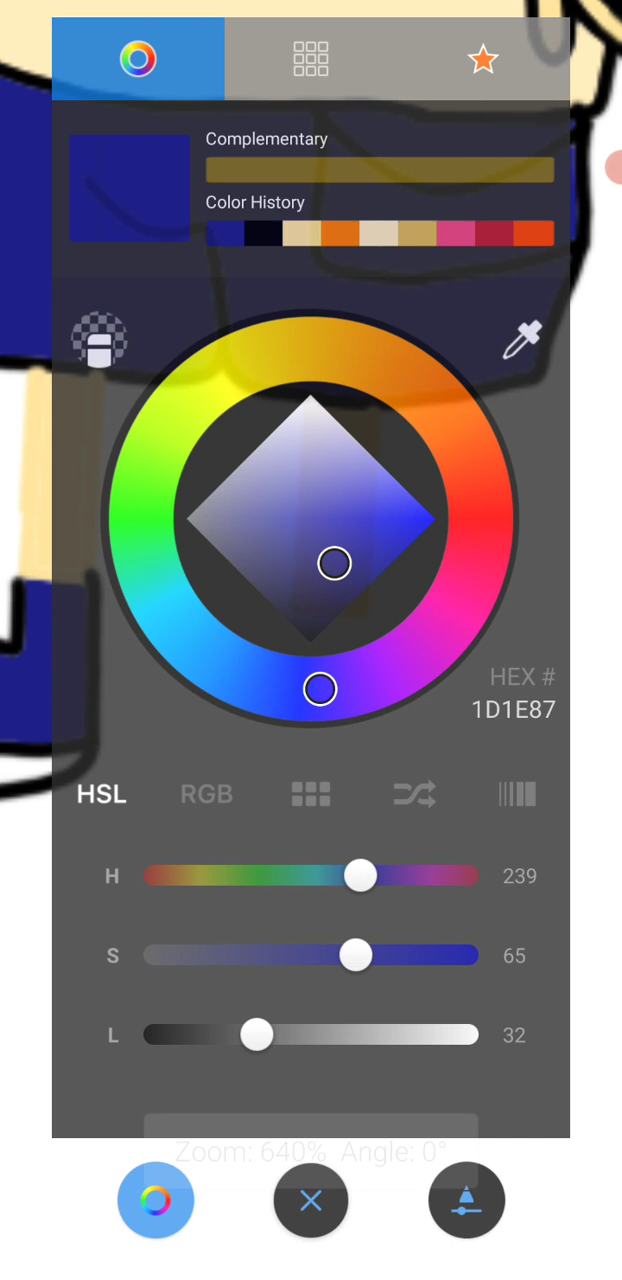 Complementary
Color History
HEX #
1D1E87
HSL RGB
H 239
S 65
L 32
Zoom: 640% Angle: 0°